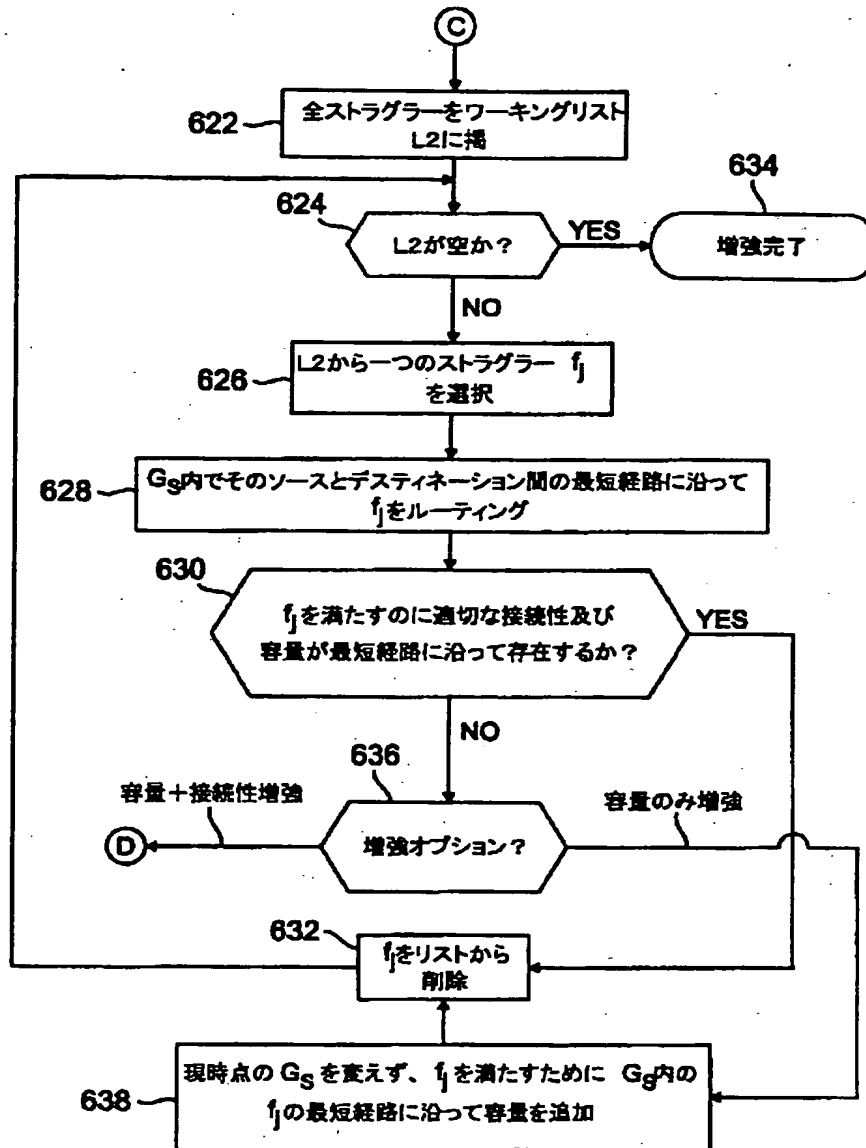 C
622
全ストラグラーをワーキングリスト
L2に掲
634
624
L2が空か？
YES
増強完了
NO
626
L2から一つのストラグラー fj
を選択
628
GS内でそのソースとデスティネーション間の最短経路に沿って
fjをルーティング
630
fjを満たすのに適切な接続性及び
容量が最短経路に沿って存在するか？
YES
NO
636
容量＋接続性増強
容量のみ増強
D
増強オプション？
632
fjをリストから
削除
638
現時点のGSを変えず、fjを満たすために GS内の
fjの最短経路に沿って容量を追加